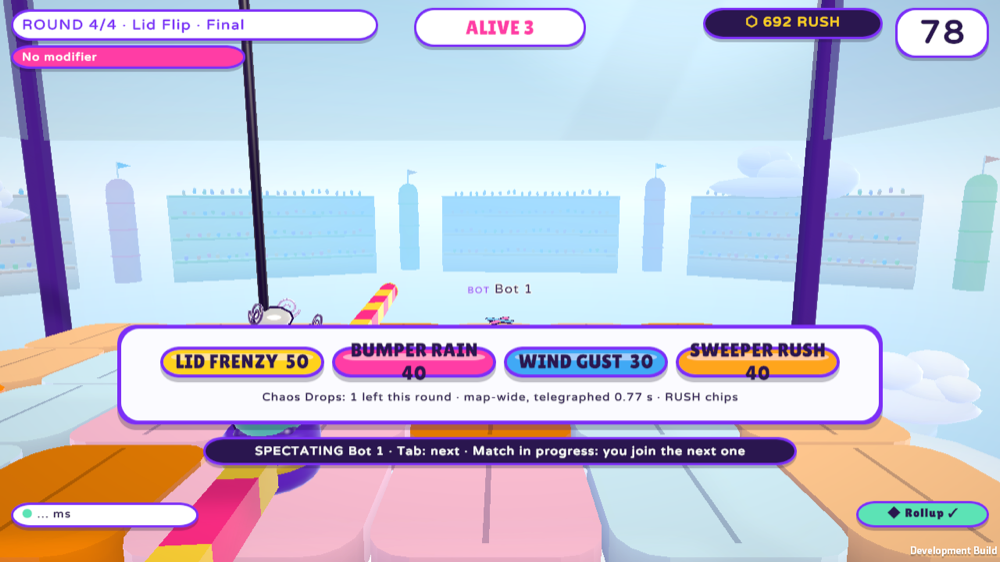 ROUND 4/4 · Lid Flip · Final
ALIVE 3
⬡ 692 RUSH
78
No modifier
BOT Bot 1
LID FRENZY 50
BUMPER RAIN
40
WIND GUST 30
SWEEPER RUSH
40
Chaos Drops: 1 left this round · map-wide, telegraphed 0.77 s · RUSH chips
SPECTATING Bot 1 · Tab: next · Match in progress: you join the next one
... ms
◆ Rollup ✓
Development Build